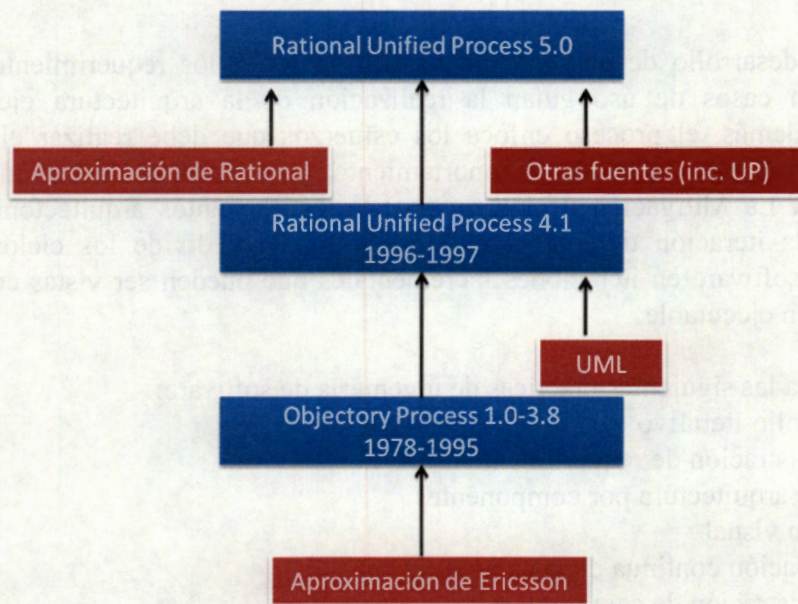 Rational Unified Process 5.0
Aproximación de Rational
Otras fuentes (inc. UP)
Rational Unified Process 4.1
1996-1997
UML
Objectory Process 1.0-3.8
1978-1995
Aproximación de Ericsson